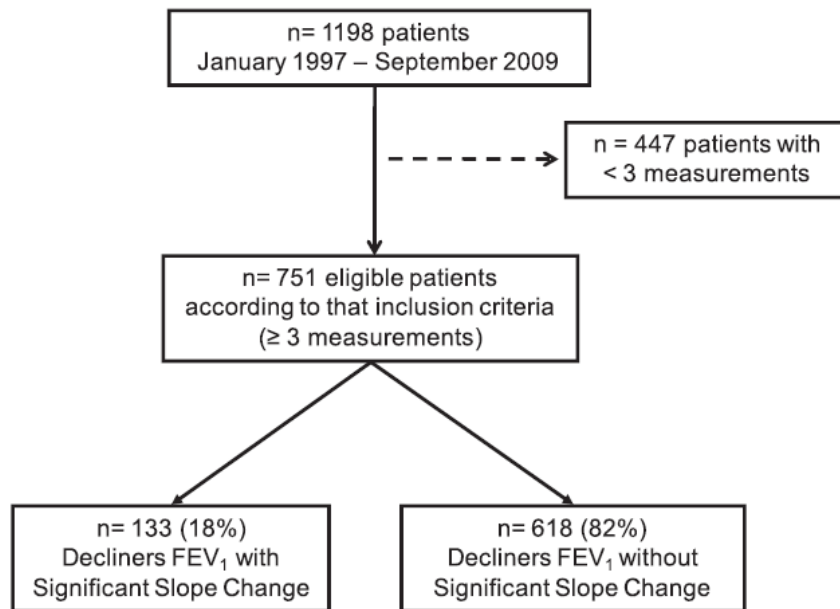 n= 1198 patients
January 1997 – September 2009
n = 447 patients with
< 3 measurements
n= 751 eligible patients
according to that inclusion criteria
(≥ 3 measurements)
n= 133 (18%)
Decliners FEV₁ with
Significant Slope Change
n= 618 (82%)
Decliners FEV₁ without
Significant Slope Change